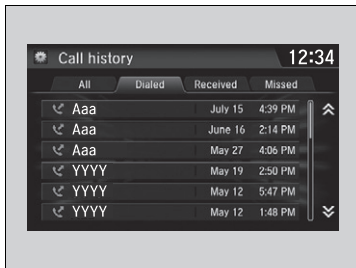 Call history 12:34
All Dialed Received Missed
Aaa July 15 4:39 PM
Aaa June 16 2:14 PM
Aaa May 27 4:06 PM
YYYY May 19 2:50 PM
YYYY May 12 5:47 PM
YYYY May 12 1:48 PM